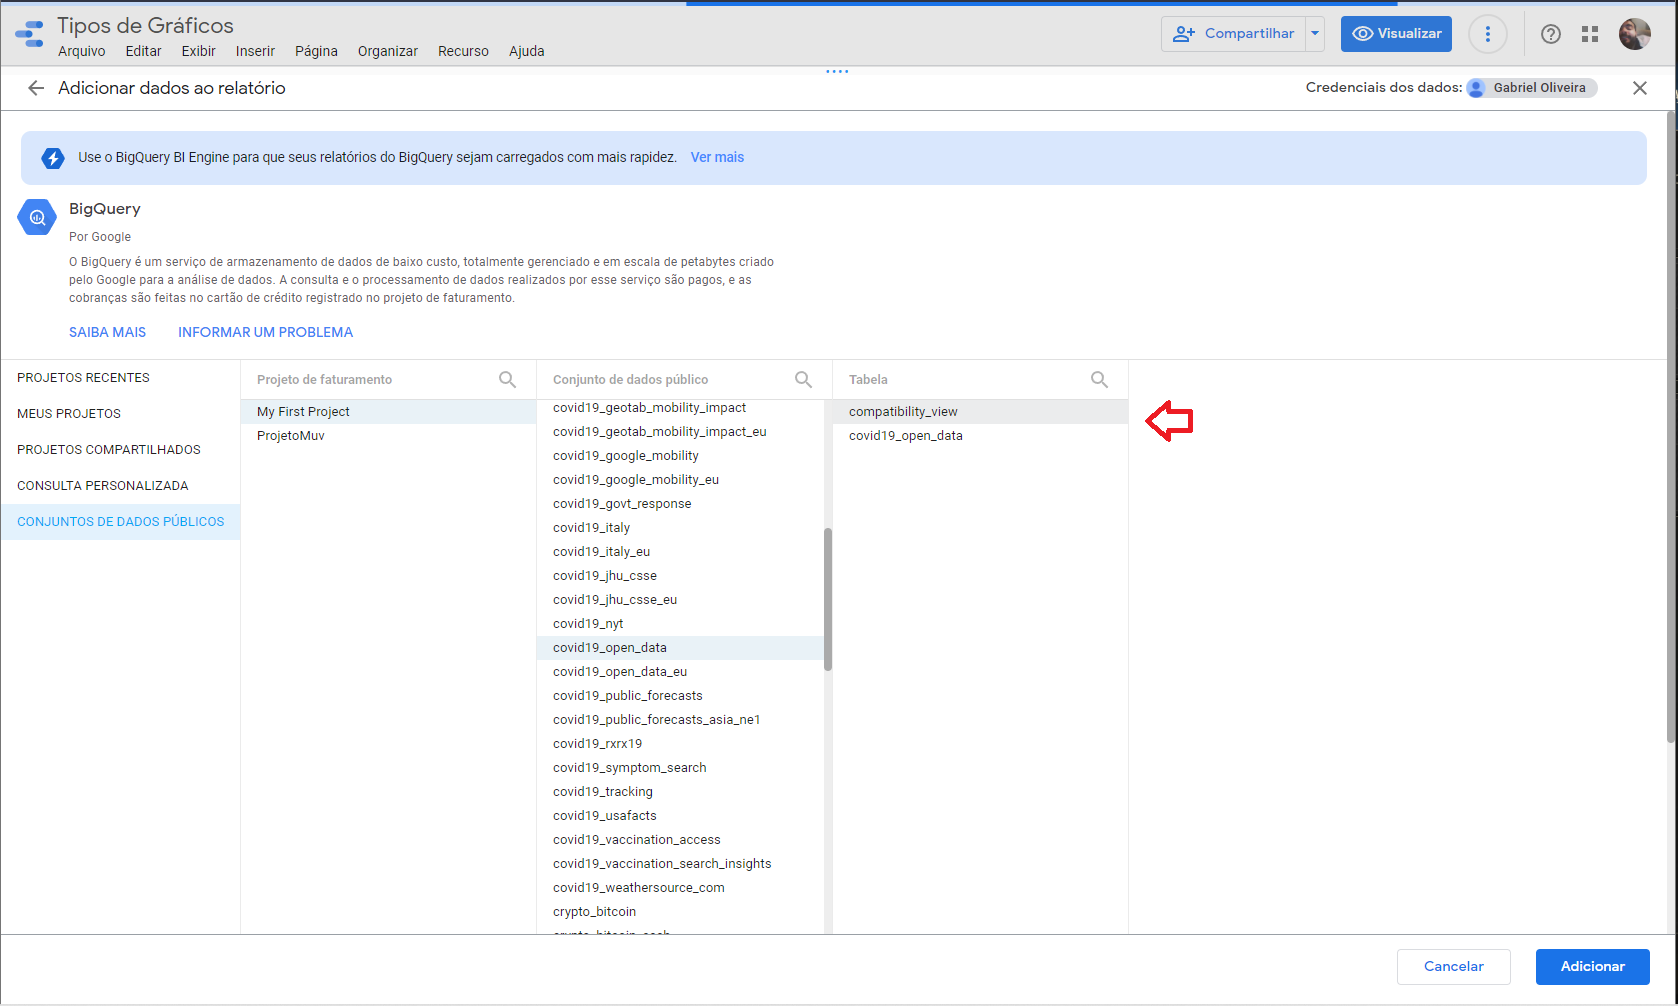 Tipos de Gráficos
Arquivo Editar Exibir Inserir Página Organizar Recurso Ajuda
Compartilhar
Visualizar
Adicionar dados ao relatório
Credenciais dos dados: Gabriel Oliveira
Use o BigQuery BI Engine para que seus relatórios do BigQuery sejam carregados com mais rapidez. Ver mais
BigQuery
Por Google
O BigQuery é um serviço de armazenamento de dados de baixo custo, totalmente gerenciado e em escala de petabytes criado
pelo Google para a análise de dados. A consulta e o processamento de dados realizados por esse serviço são pagos, e as
cobranças são feitas no cartão de crédito registrado no projeto de faturamento.
SAIBA MAIS INFORMAR UM PROBLEMA
PROJETOS RECENTES
MEUS PROJETOS
PROJETOS COMPARTILHADOS
CONSULTA PERSONALIZADA
CONJUNTOS DE DADOS PÚBLICOS
Projeto de faturamento
My First Project
ProjetoMuv
Conjunto de dados público
covid19_geotab_mobility_impact
covid19_geotab_mobility_impact_eu
covid19_google_mobility
covid19_google_mobility_eu
covid19_govt_response
covid19_italy
covid19_italy_eu
covid19_jhu_csse
covid19_jhu_csse_eu
covid19_nyt
covid19_open_data
covid19_open_data_eu
covid19_public_forecasts
covid19_public_forecasts_asia_ne1
covid19_rxrx19
covid19_symptom_search
covid19_tracking
covid19_usafacts
covid19_vaccination_access
covid19_vaccination_search_insights
covid19_weathersource_com
crypto_bitcoin
Tabela
compatibility_view
covid19_open_data
Cancelar
Adicionar